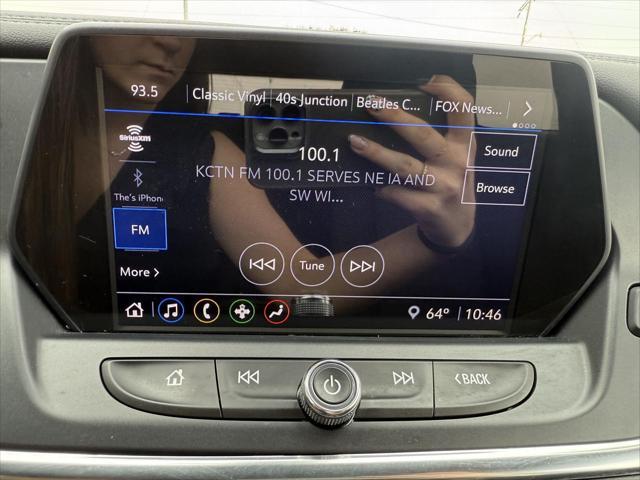 93.5
Classic Vinyl
40s Junction
Beatles C...
FOX News...
SiriusXM
100.1
Sound
KCTN FM 100.1 SERVES NE IA AND
SW WI...
Browse
The's iPhon
FM
Tune
More
64° 10:46
BACK